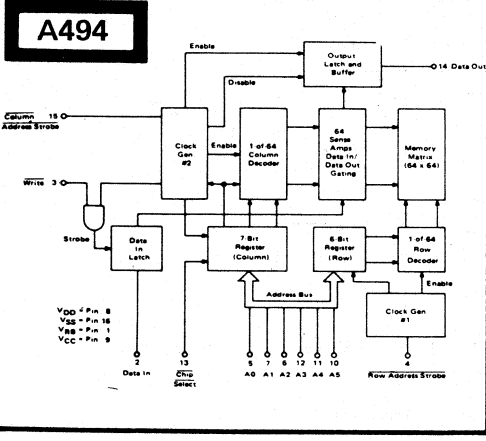 A494
Enable
Output
Latch and
Buffer
14 Data Out
Disable
Column 15
Address Strobe
Clock
Gen
#2
Enable
1 of 64
Column
Decoder
64
Sense
Amps
Data In/
Data Out
Gating
Memory
Matrix
(64 x 64)
Write 3
Strobe
Data
In
Latch
7-Bit
Register
(Column)
6-Bit
Register
(Row)
1 of 64
Row
Decoder
Address Bus
Enable
Clock Gen
#1
VDD = Pin 8
VSS = Pin 16
VBB = Pin 1
VCC = Pin 9
2
Data In
13
Chip
Select
5 7 6 12 11 10
A0 A1 A2 A3 A4 A5
4
Row Address Strobe